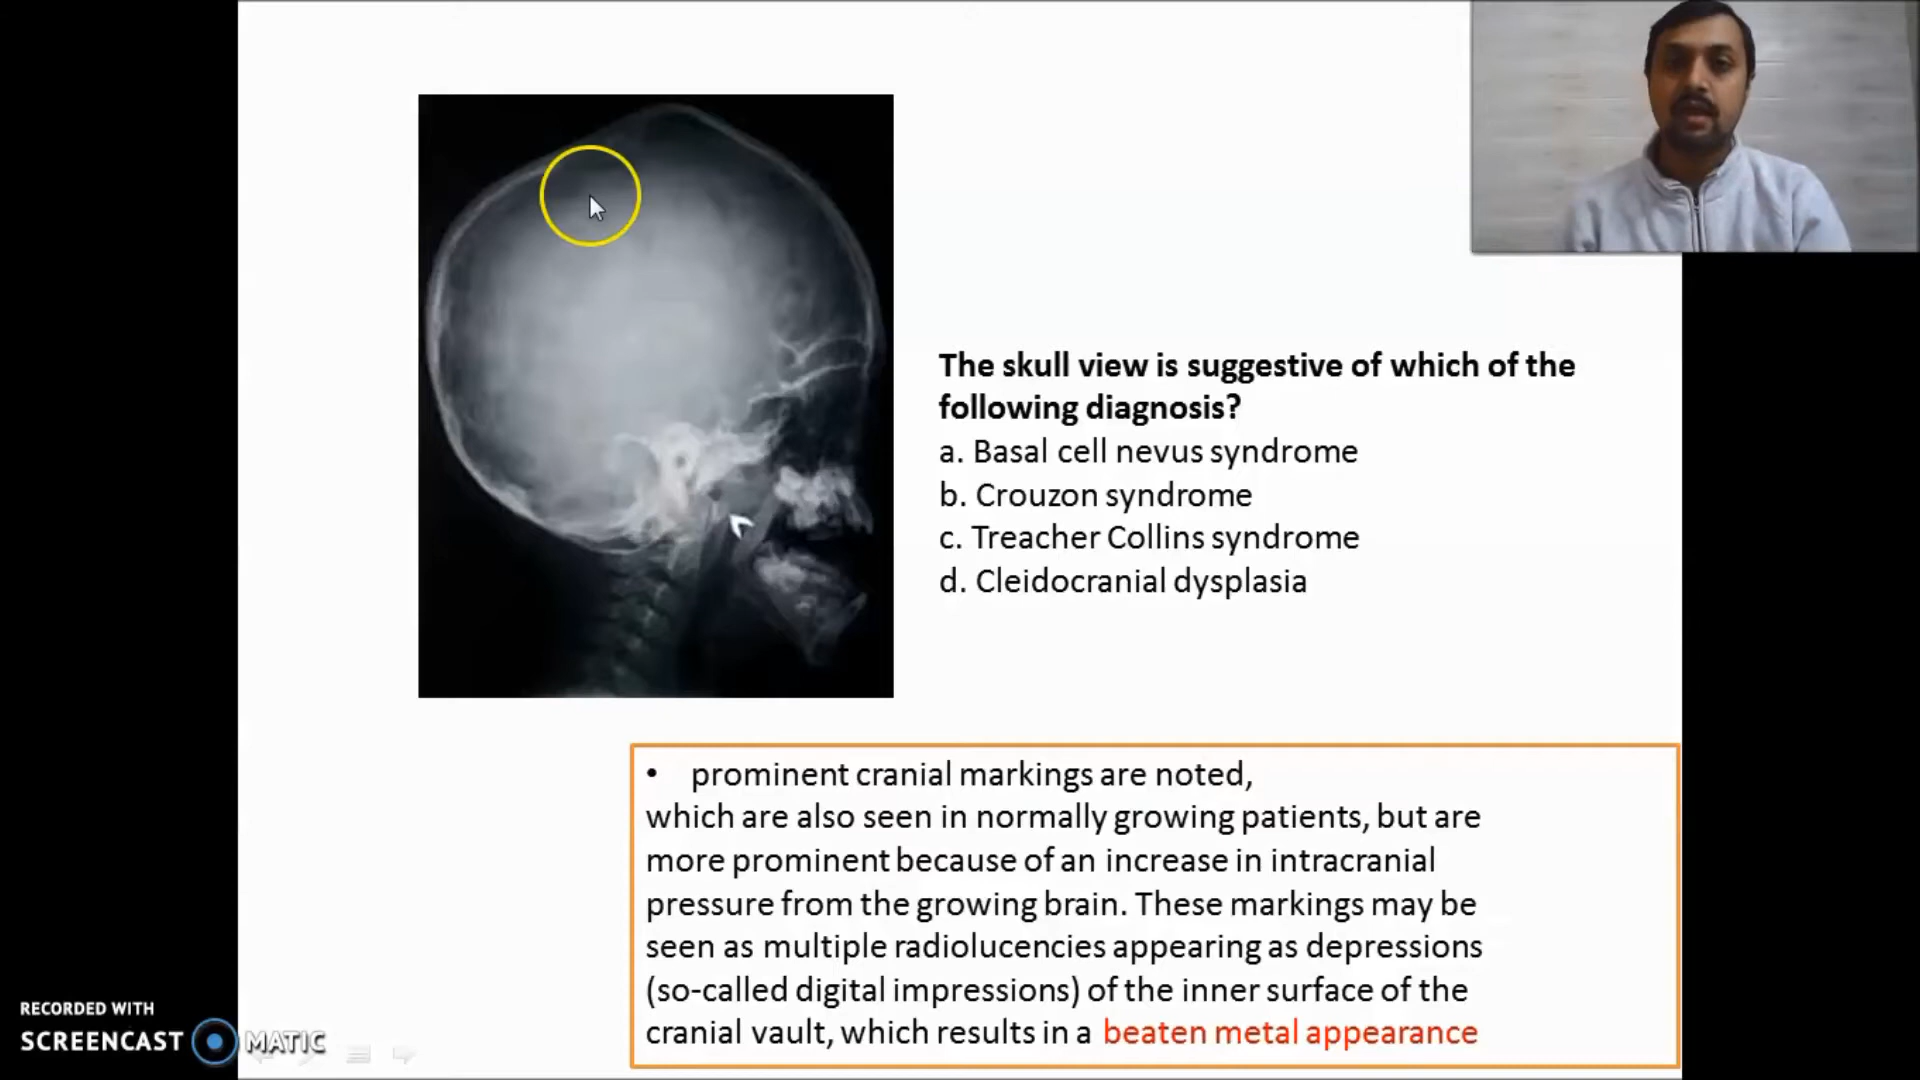 The skull view is suggestive of which of the
following diagnosis?
a. Basal cell nevus syndrome
b. Crouzon syndrome
c. Treacher Collins syndrome
d. Cleidocranial dysplasia
• prominent cranial markings are noted,
which are also seen in normally growing patients, but are
more prominent because of an increase in intracranial
pressure from the growing brain. These markings may be
seen as multiple radiolucencies appearing as depressions
(so-called digital impressions) of the inner surface of the
cranial vault, which results in a beaten metal appearance
RECORDED WITH
SCREENCAST MATIC